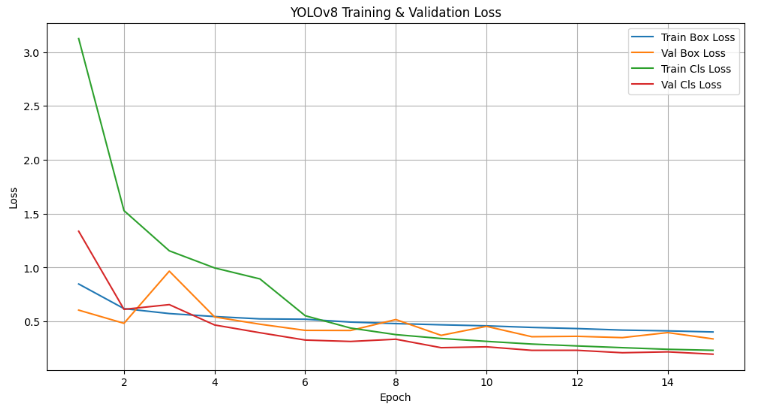 YOLOv8 Training & Validation Loss
Train Box Loss
Val Box Loss
Train Cls Loss
Val Cls Loss
3.0
2.5
2.0
1.5
1.0
0.5
Loss
2 4 6 8 10 12 14
Epoch